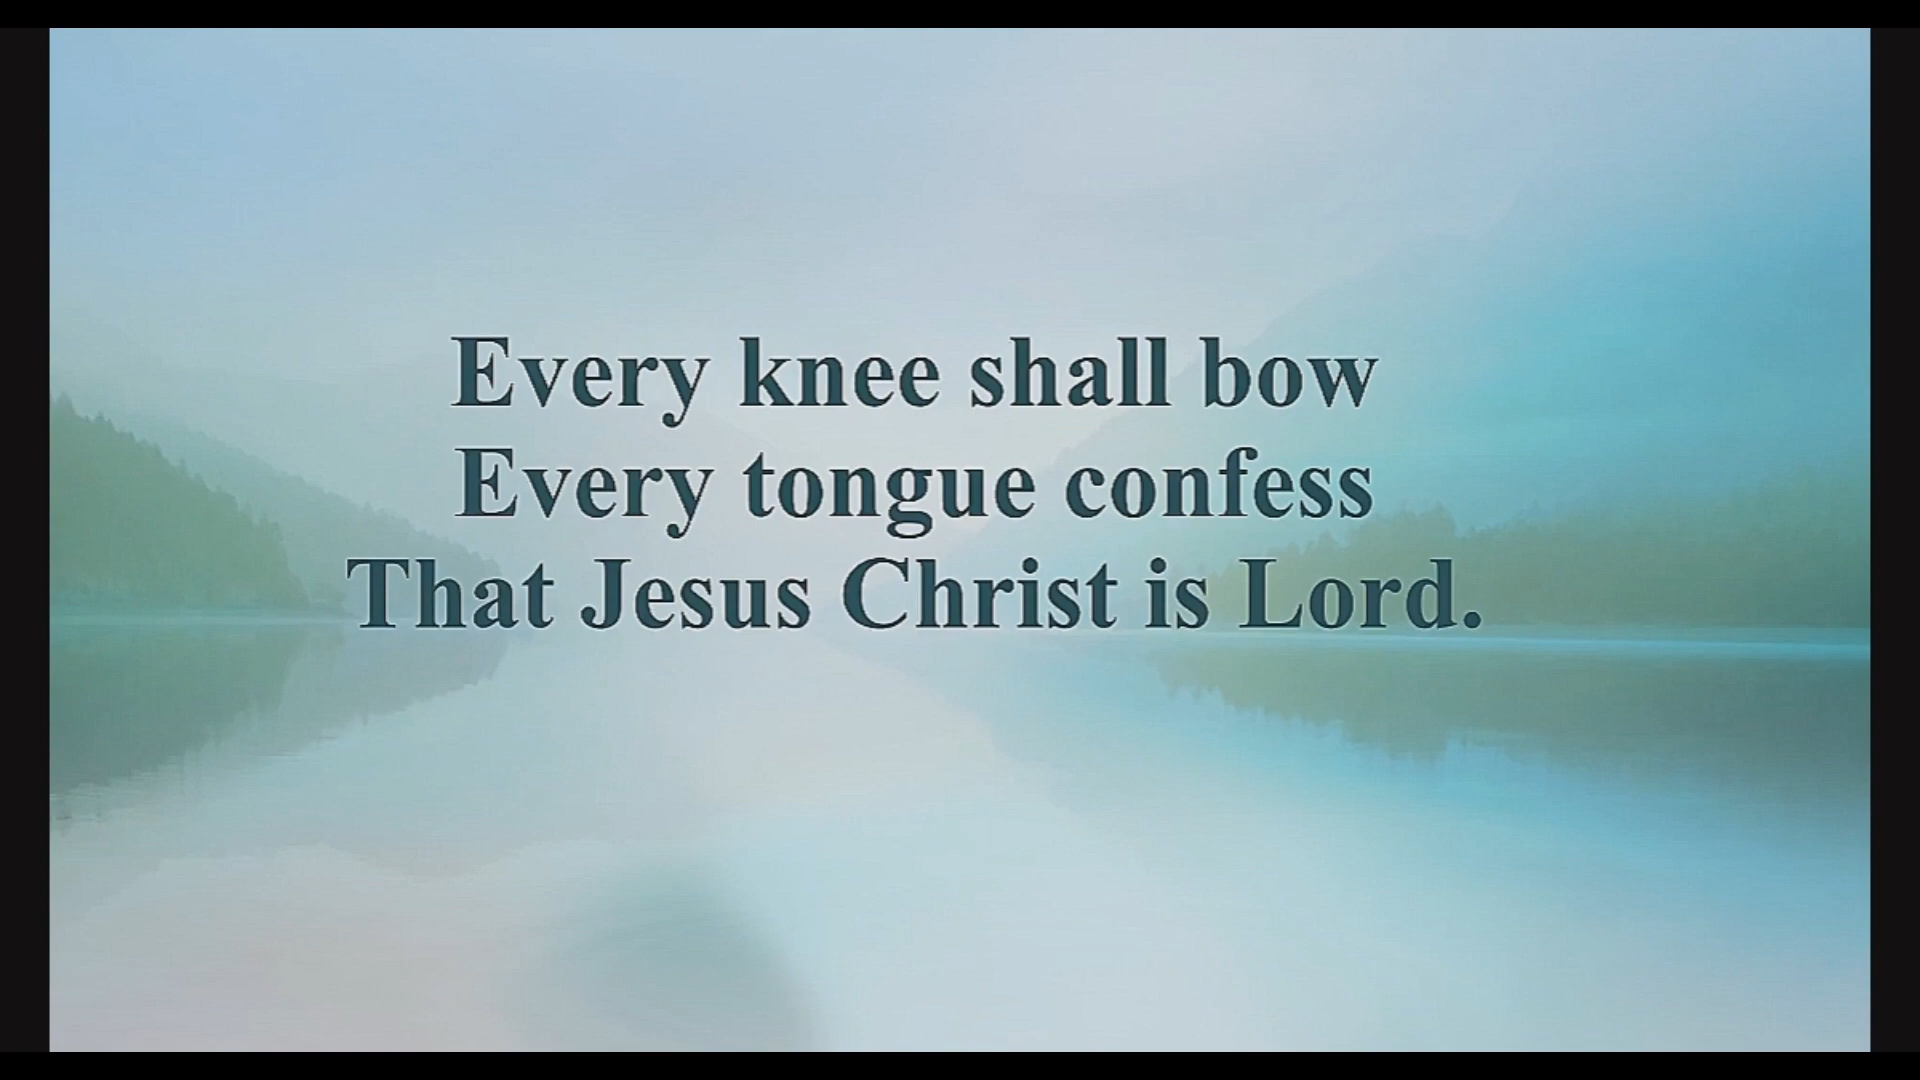 Every knee shall bow
Every tongue confess
That Jesus Christ is Lord.